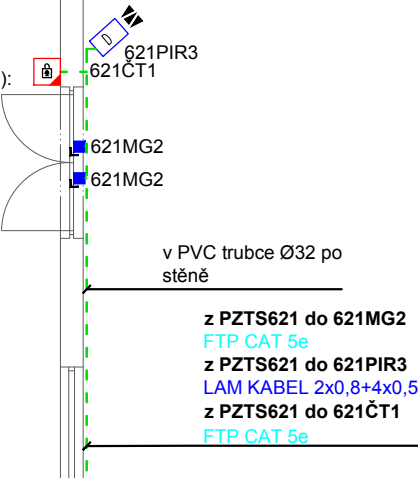 621PIR3
621ČT1
):
621MG2
621MG2
v PVC trubce Ø32 po
stěně
z PZTS621 do 621MG2
FTP CAT 5e
z PZTS621 do 621PIR3
LAM KABEL 2x0,8+4x0,5
z PZTS621 do 621ČT1
FTP CAT 5e